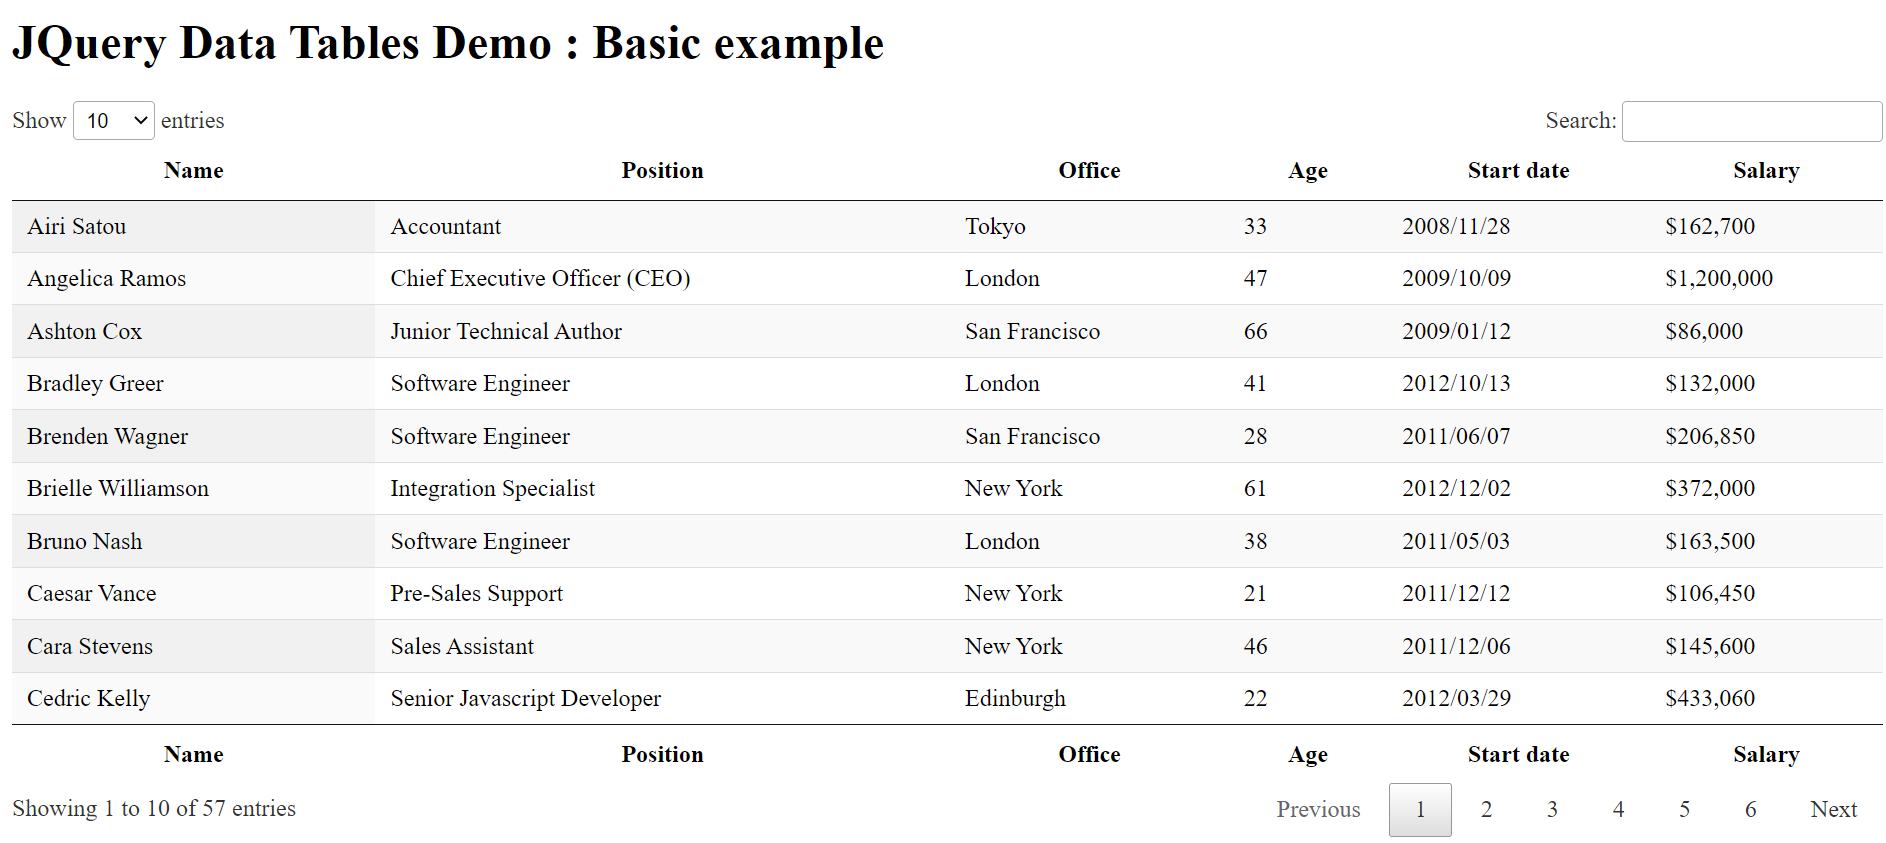 JQuery Data Tables Demo : Basic example
Show 10 entries Search:
Name Position Office Age Start date Salary
Airi Satou Accountant Tokyo 33 2008/11/28 $162,700
Angelica Ramos Chief Executive Officer (CEO) London 47 2009/10/09 $1,200,000
Ashton Cox Junior Technical Author San Francisco 66 2009/01/12 $86,000
Bradley Greer Software Engineer London 41 2012/10/13 $132,000
Brenden Wagner Software Engineer San Francisco 28 2011/06/07 $206,850
Brielle Williamson Integration Specialist New York 61 2012/12/02 $372,000
Bruno Nash Software Engineer London 38 2011/05/03 $163,500
Caesar Vance Pre-Sales Support New York 21 2011/12/12 $106,450
Cara Stevens Sales Assistant New York 46 2011/12/06 $145,600
Cedric Kelly Senior Javascript Developer Edinburgh 22 2012/03/29 $433,060
Name Position Office Age Start date Salary
Showing 1 to 10 of 57 entries Previous 1 2 3 4 5 6 Next